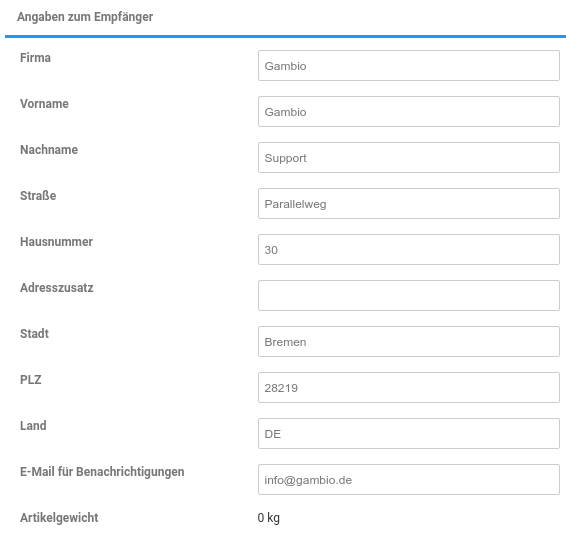 Angaben zum Empfänger
Firma Gambio
Vorname Gambio
Nachname Support
Straße Parallelweg
Hausnummer 30
Adresszusatz
Stadt Bremen
PLZ 28219
Land DE
E-Mail für Benachrichtigungen info@gambio.de
Artikelgewicht 0 kg